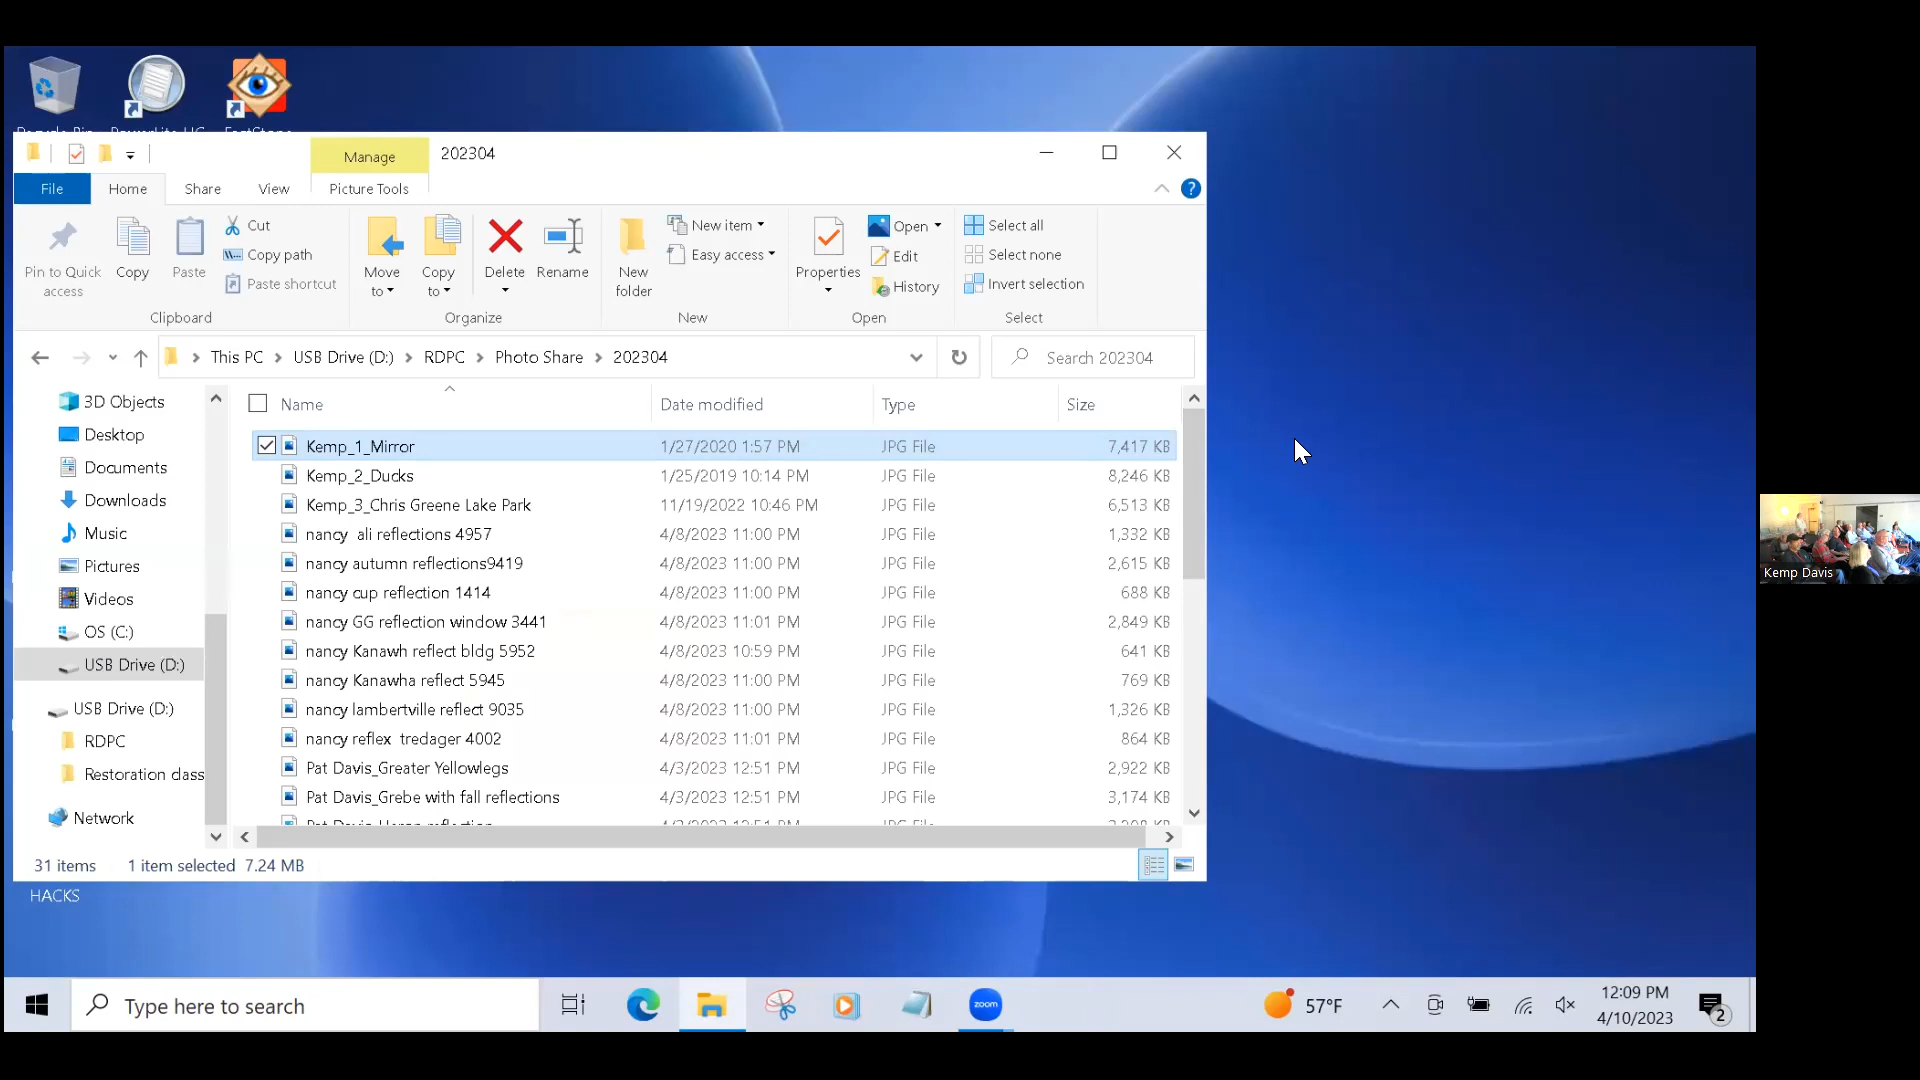 Manage
202304
File
Home
Share
View
Picture Tools
Pin to Quick access
Copy
Paste
Cut
Copy path
Paste shortcut
Clipboard
Move to
Copy to
Delete
Rename
Organize
New folder
New item
Easy access
New
Properties
Open
Edit
History
Open
Select all
Select none
Invert selection
Select
This PC > USB Drive (D:) > RDPC > Photo Share > 202304
Search 202304
3D Objects
Desktop
Documents
Downloads
Music
Pictures
Videos
OS (C:)
USB Drive (D:)
USB Drive (D:)
RDPC
Restoration class
Network
Name Date modified Type Size
Kemp_1_Mirror 1/27/2020 1:57 PM JPG File 7,417 KB
Kemp_2_Ducks 1/25/2019 10:14 PM JPG File 8,246 KB
Kemp_3_Chris Greene Lake Park 11/19/2022 10:46 PM JPG File 6,513 KB
nancy ali reflections 4957 4/8/2023 11:00 PM JPG File 1,332 KB
nancy autumn reflections9419 4/8/2023 11:00 PM JPG File 2,615 KB
nancy cup reflection 1414 4/8/2023 11:00 PM JPG File 688 KB
nancy GG reflection window 3441 4/8/2023 11:01 PM JPG File 2,849 KB
nancy Kanawh reflect bldg 5952 4/8/2023 10:59 PM JPG File 641 KB
nancy Kanawha reflect 5945 4/8/2023 11:00 PM JPG File 769 KB
nancy lambertville reflect 9035 4/8/2023 11:00 PM JPG File 1,326 KB
nancy reflex tredager 4002 4/8/2023 11:01 PM JPG File 864 KB
Pat Davis_Greater Yellowlegs 4/3/2023 12:51 PM JPG File 2,922 KB
Pat Davis_Grebe with fall reflections 4/3/2023 12:51 PM JPG File 3,174 KB
31 items 1 item selected 7.24 MB
HACKS
Kemp Davis
Type here to search
zoom
57°F
12:09 PM
4/10/2023
2